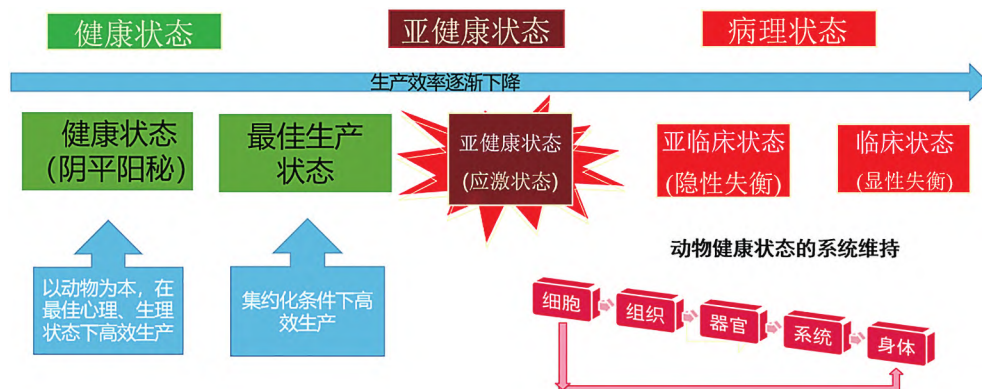 健康状态
亚健康状态
病理状态
生产效率逐渐下降
健康状态
(阴平阳秘)
最佳生产
状态
亚健康状态
(应激状态)
亚临床状态
(隐性失衡)
临床状态
(显性失衡)
以动物为本，在
最佳心理、生理
状态下高效生产
集约化条件下高
效生产
动物健康状态的系统维持
细胞
组织
器官
系统
身体